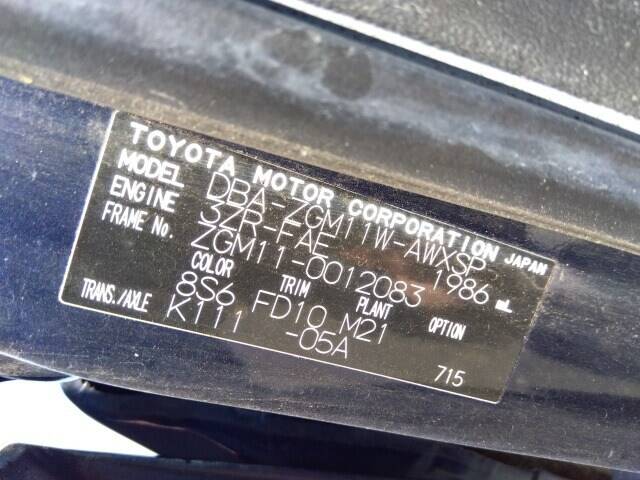 TOYOTA MOTOR CORPORATION JAPAN
MODEL DBA-ZGM11W-AWXSP
ENGINE 3ZR-FAE 1986 mL
FRAME No. ZGM11-0012083
COLOR TRIM PLANT OPTION
8S6 FD10 M21
TRANS./AXLE K111 -05A
715